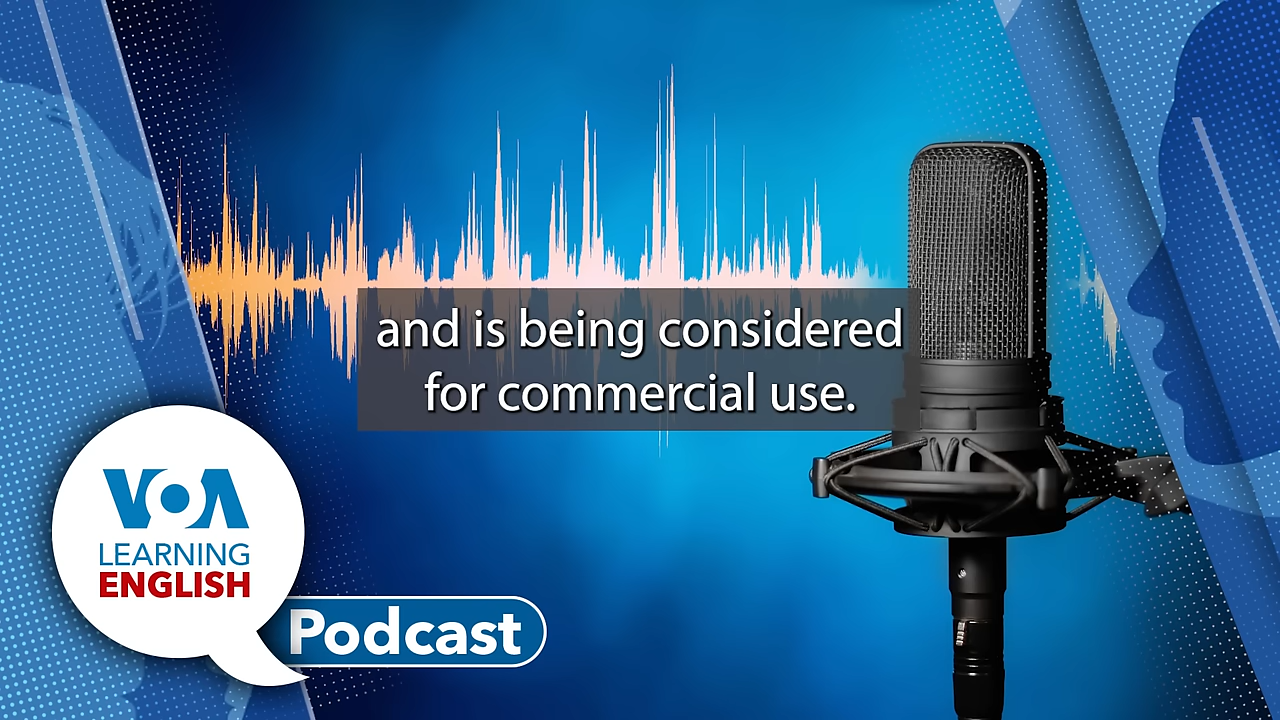 and is being considered
for commercial use.
VOA
LEARNING
ENGLISH
Podcast